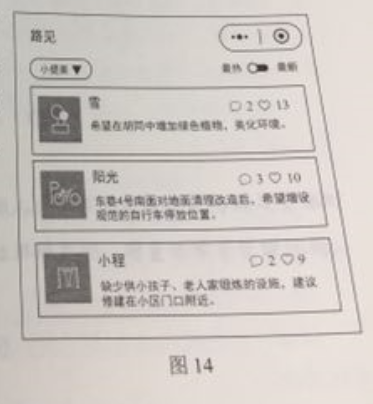 路见
小提案▼
最热 最新
雪
2 13
希望在胡同中增加绿色植物，美化环境。
阳光
3 10
东巷4号南面对地面清理改造后，希望增设
规范的自行车停放位置。
小程
2 9
缺少供小孩子、老人家锻炼的设施，建议
修建在小区门口附近。
图 14